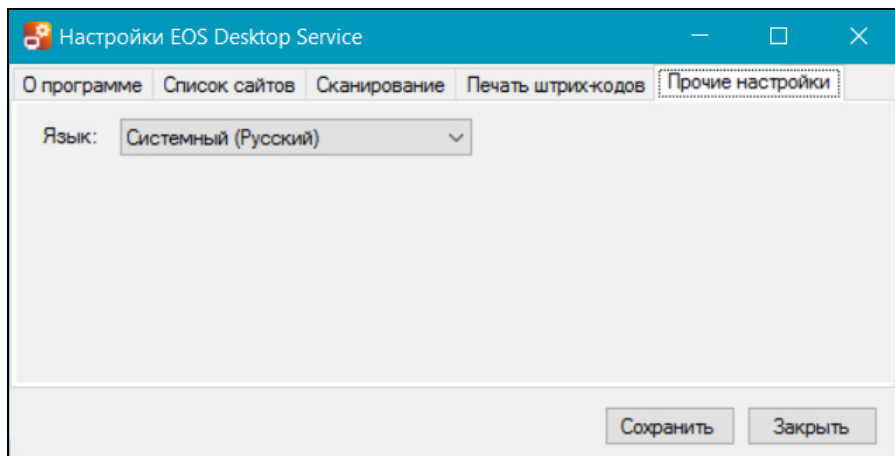 Настройки EOS Desktop Service
О программе Список сайтов Сканирование Печать штрих-кодов Прочие настройки
Язык: Системный (Русский)
Сохранить Закрыть